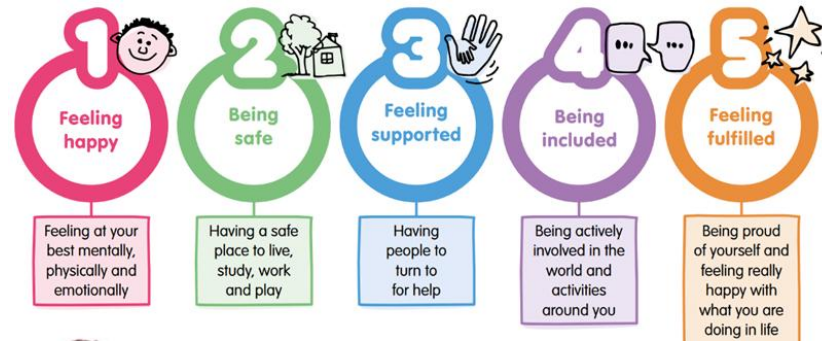 1
Feeling
happy
Feeling at your
best mentally,
physically and
emotionally
2
Being
safe
Having a safe
place to live,
study, work
and play
3
Feeling
supported
Having
people to
turn to
for help
4
Being
included
Being actively
involved in the
world and
activities
around you
5
Feeling
fulfilled
Being proud
of yourself and
feeling really
happy with
what you are
doing in life